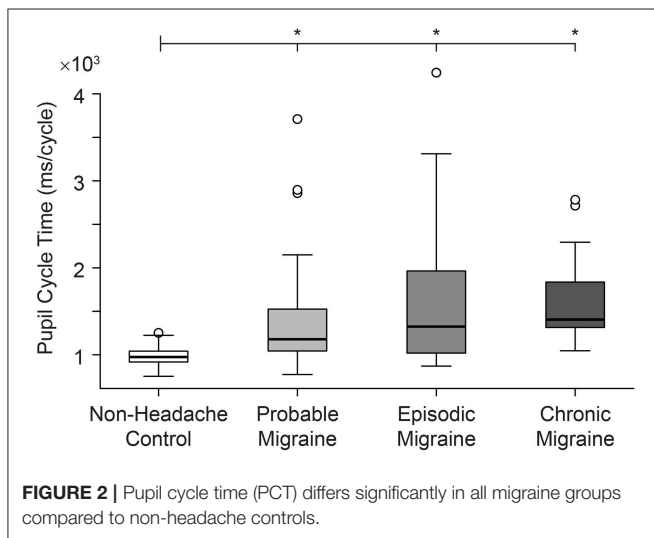 * * *
×10³
4
3
2
1
Pupil Cycle Time (ms/cycle)
Non-Headache Control
Probable Migraine
Episodic Migraine
Chronic Migraine
FIGURE 2 | Pupil cycle time (PCT) differs significantly in all migraine groups
compared to non-headache controls.